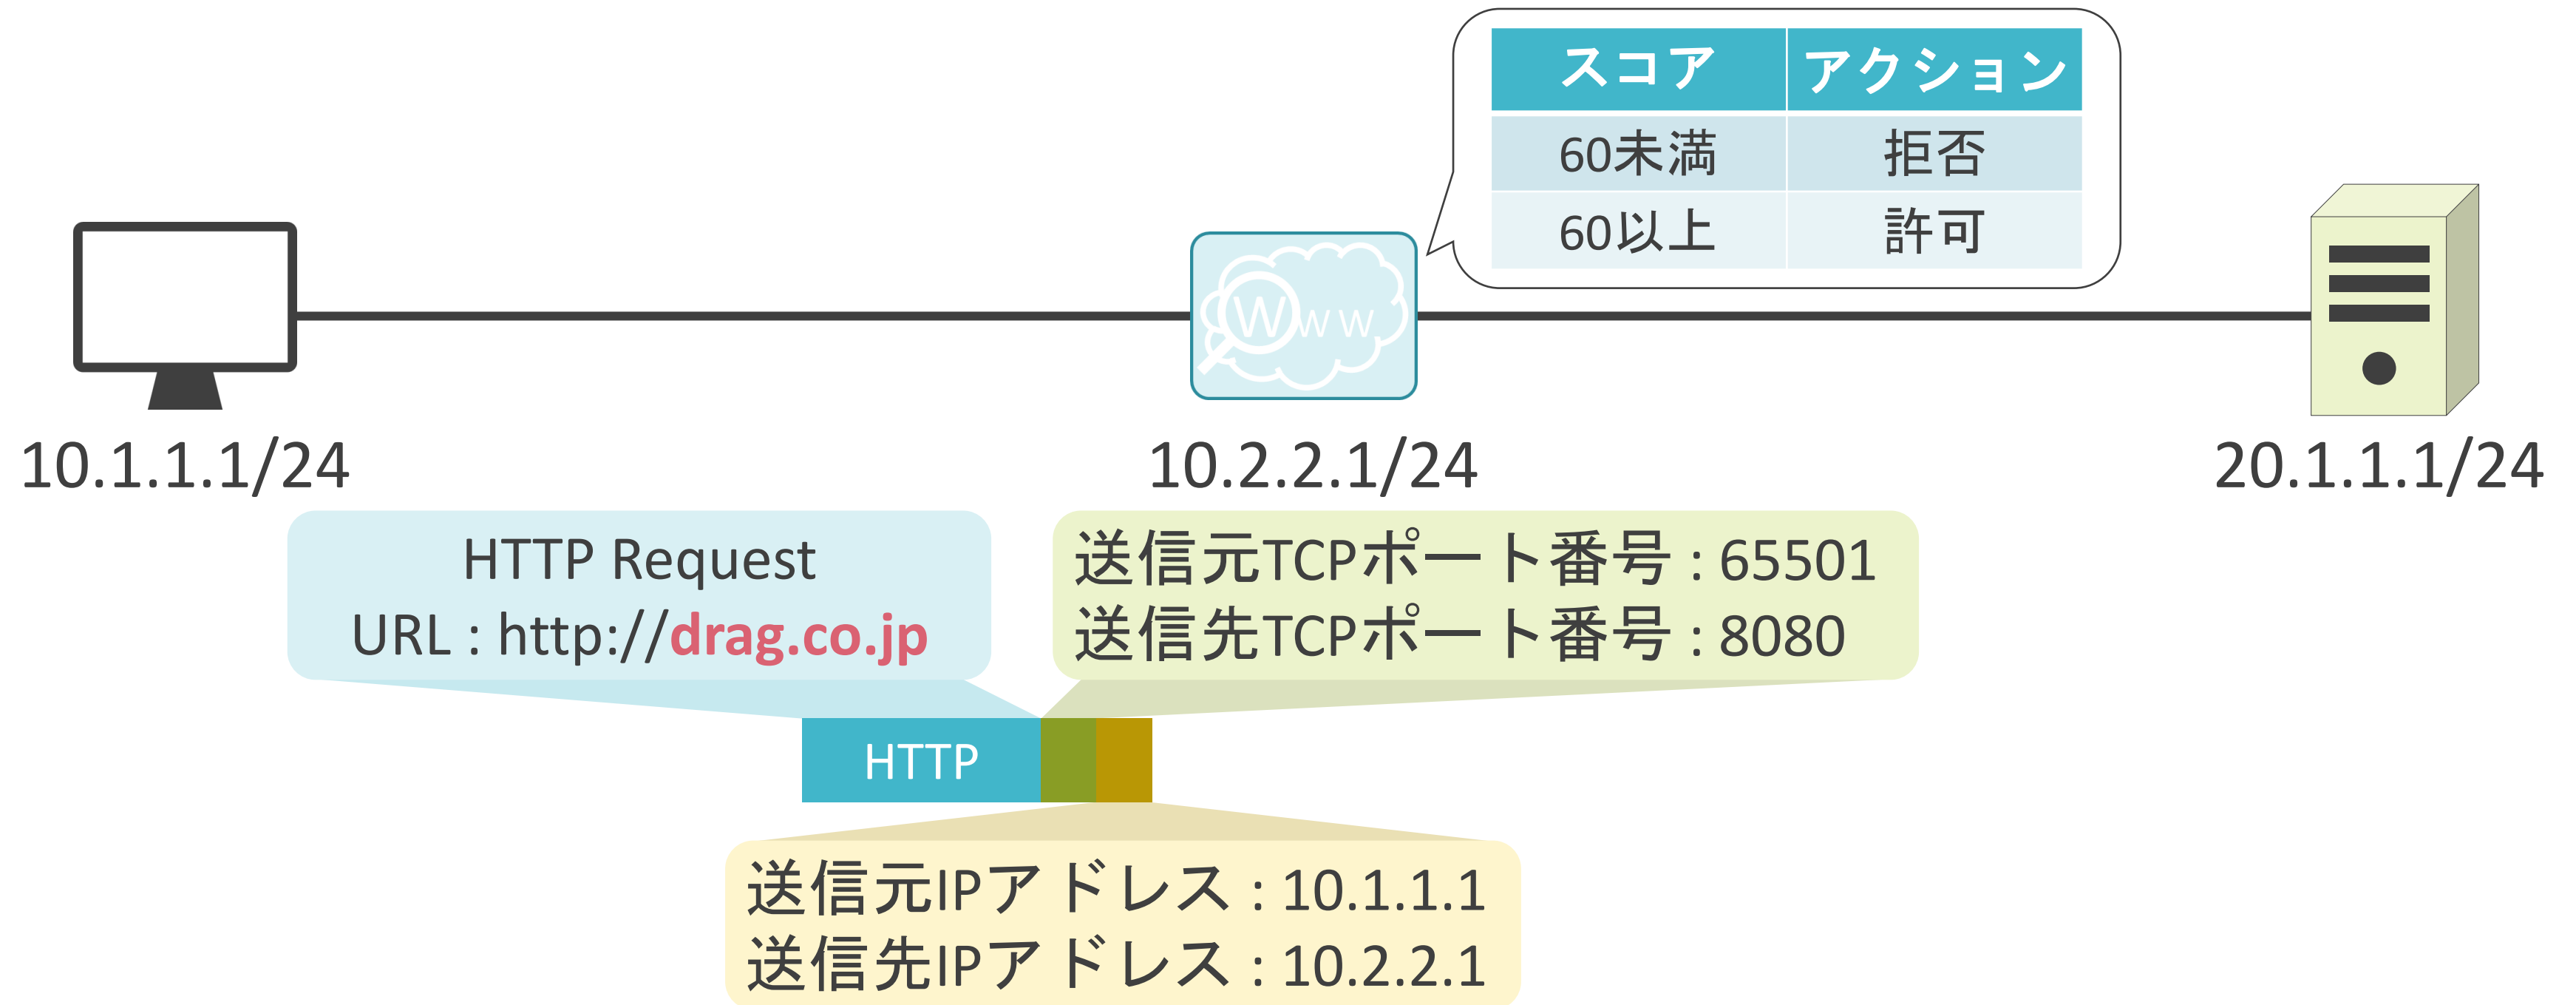 スコア アクション
60未満 拒否
60以上 許可
W W W
10.1.1.1/24
10.2.2.1/24
20.1.1.1/24
HTTP Request
URL : http://drag.co.jp
送信元TCPポート番号 : 65501
送信先TCPポート番号 : 8080
HTTP
送信元IPアドレス : 10.1.1.1
送信先IPアドレス : 10.2.2.1